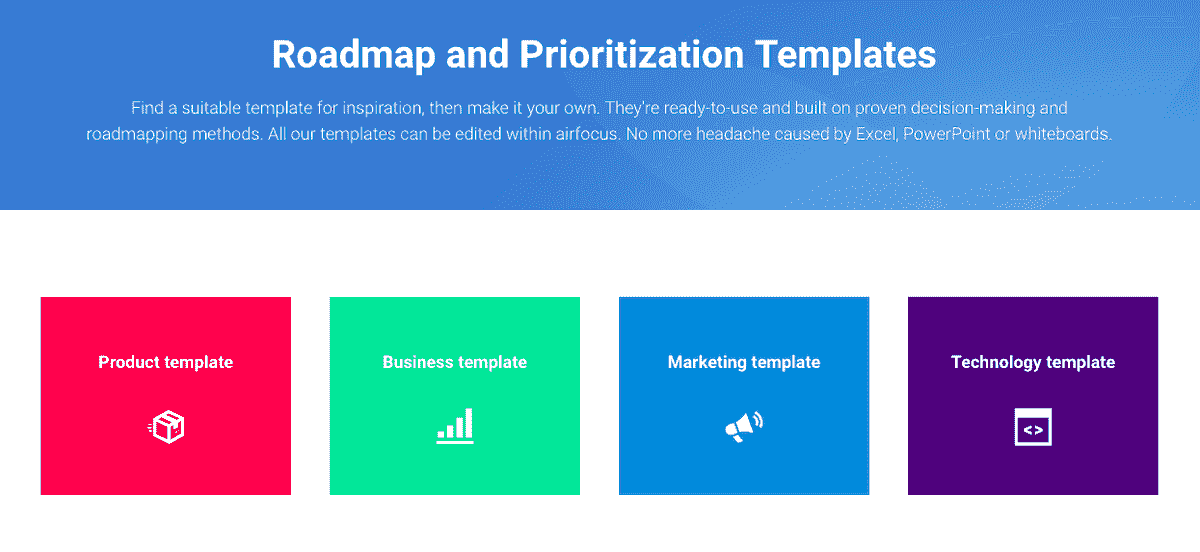 Roadmap and Prioritization Templates
Find a suitable template for inspiration, then make it your own. They're ready-to-use and built on proven decision-making and
roadmapping methods. All our templates can be edited within airfocus. No more headache caused by Excel, PowerPoint or whiteboards.
Product template
Business template
Marketing template
Technology template